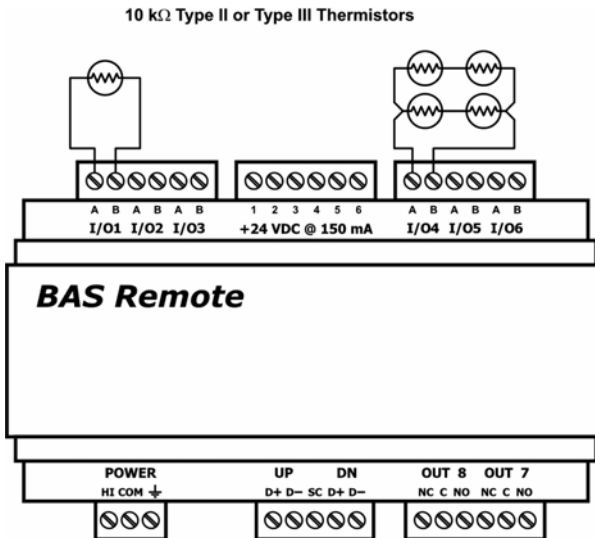 10 kΩ Type II or Type III Thermistors
A B A B A B 1 2 3 4 5 6 A B A B A B
I/O1 I/O2 I/O3 +24 VDC @ 150 mA I/O4 I/O5 I/O6
BAS Remote
POWER UP DN OUT 8 OUT 7
HI COM ⏚ D+ D− SC D+ D− NC C NO NC C NO